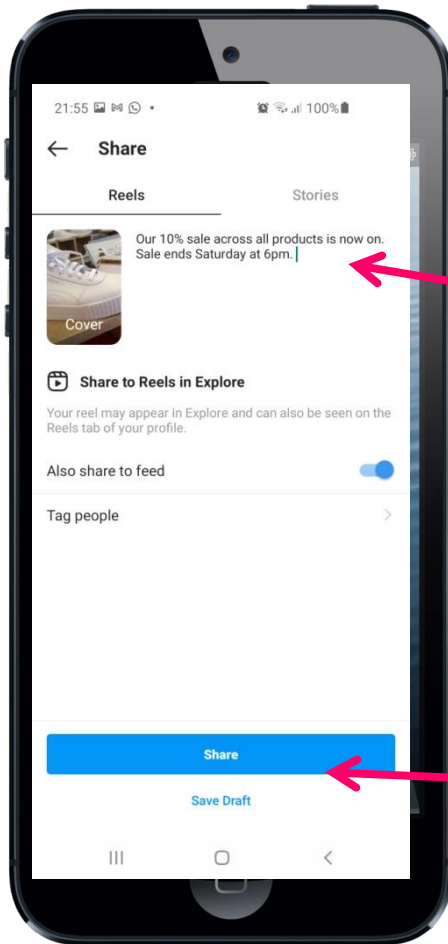 21:55
100%
Share
Reels Stories
Our 10% sale across all products is now on.
Sale ends Saturday at 6pm.
Cover
Share to Reels in Explore
Your reel may appear in Explore and can also be seen on the
Reels tab of your profile.
Also share to feed
Tag people
Share
Save Draft